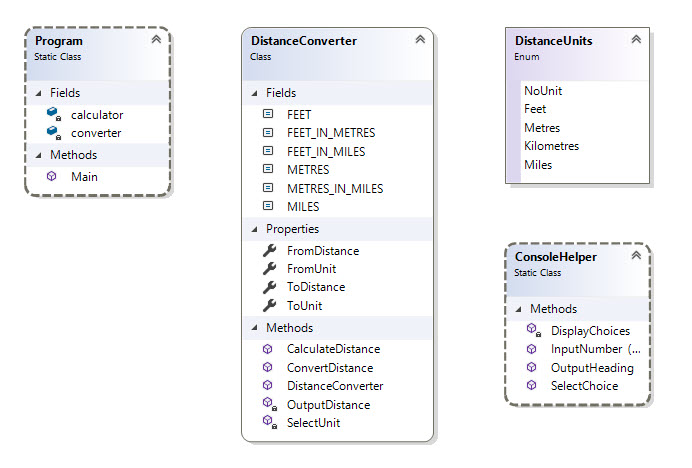 Program
Static Class
Fields
calculator
converter
Methods
Main
DistanceConverter
Class
Fields
FEET
FEET_IN_METRES
FEET_IN_MILES
METRES
METRES_IN_MILES
MILES
Properties
FromDistance
FromUnit
ToDistance
ToUnit
Methods
CalculateDistance
ConvertDistance
DistanceConverter
OutputDistance
SelectUnit
DistanceUnits
Enum
NoUnit
Feet
Metres
Kilometres
Miles
ConsoleHelper
Static Class
Methods
DisplayChoices
InputNumber (...
OutputHeading
SelectChoice